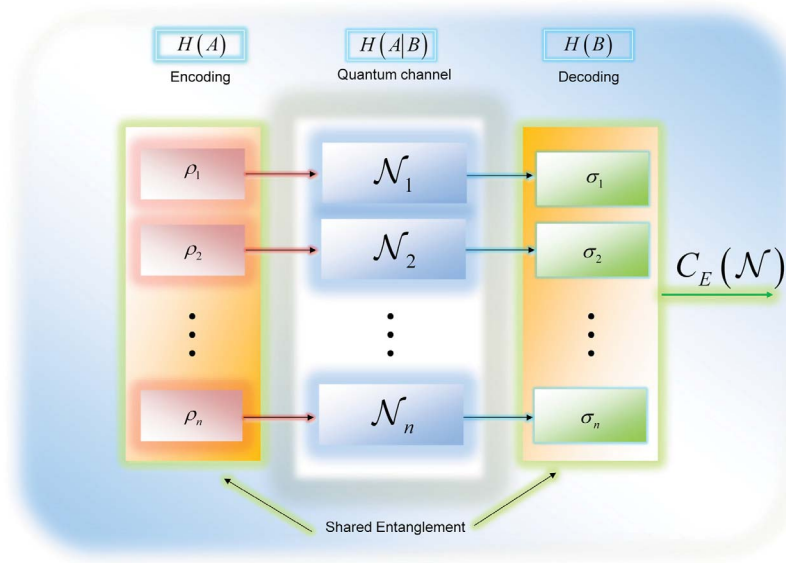 H(A) H(A|B) H(B)
Encoding Quantum channel Decoding
ρ₁ 𝒩₁ σ₁
ρ₂ 𝒩₂ σ₂
C_E(𝒩)
⋮ ⋮ ⋮
ρₙ 𝒩ₙ σₙ
Shared Entanglement